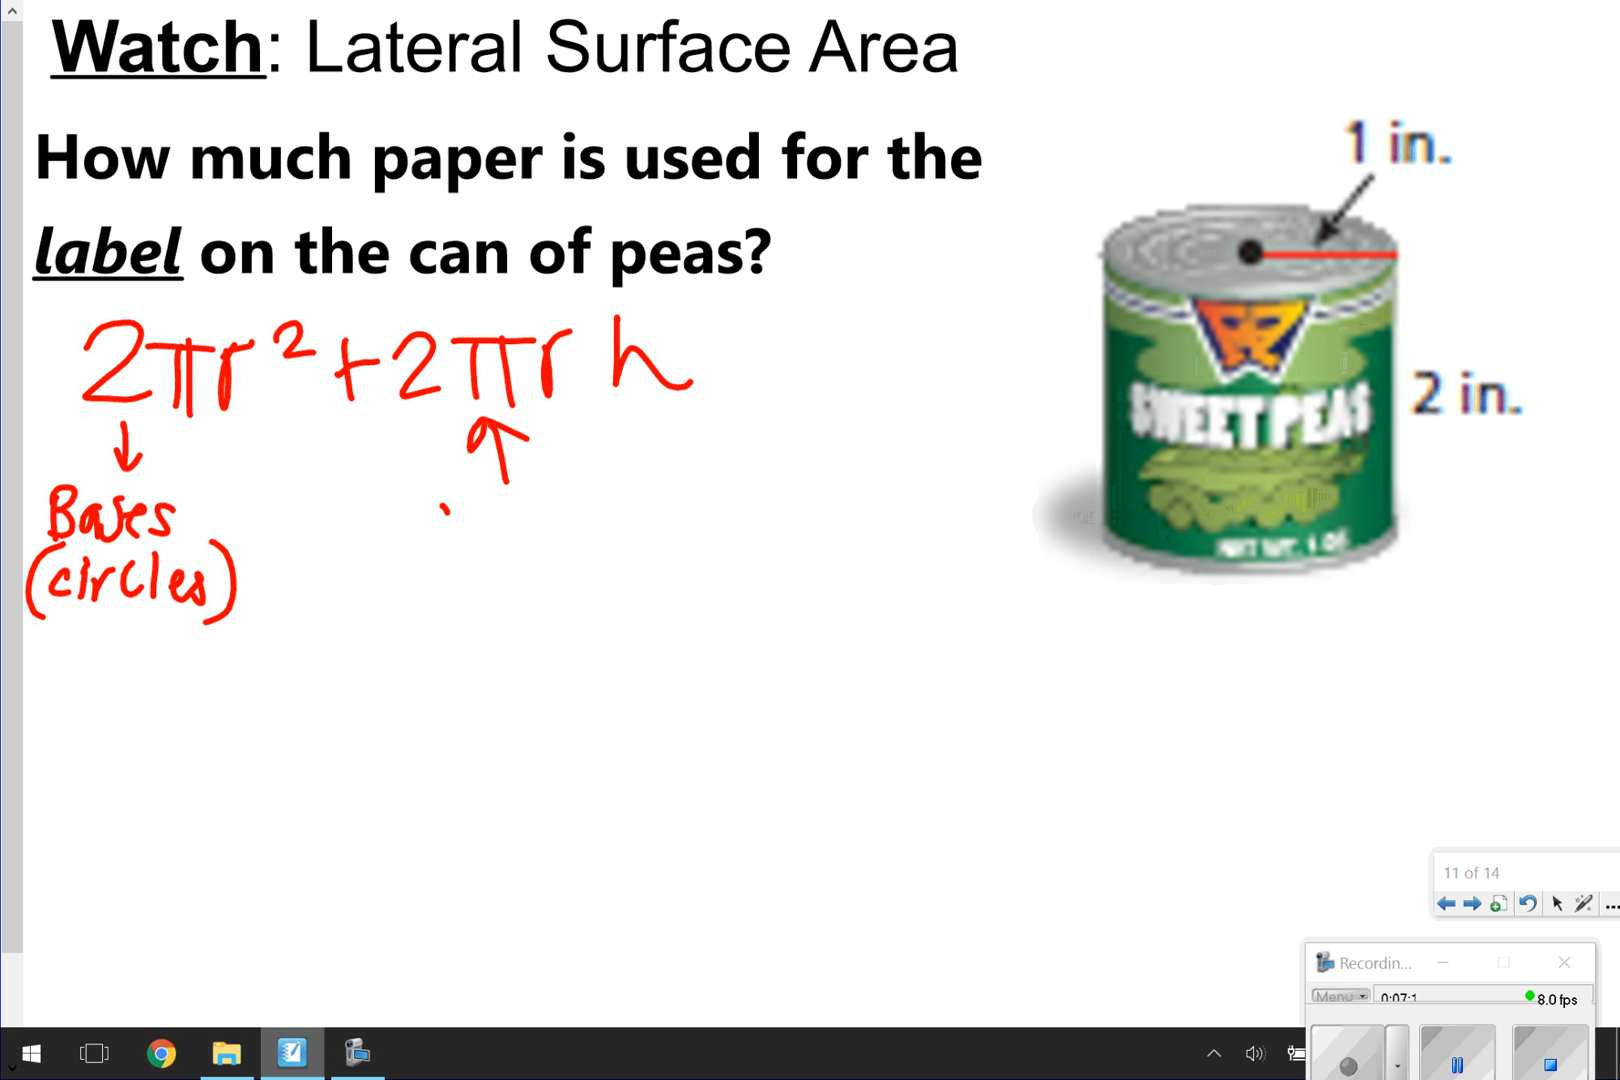 Watch: Lateral Surface Area
How much paper is used for the
label on the can of peas?
2πr²+2πrh
Bases
(circles)
1 in.
2 in.
SWEET PEAS
11 of 14
Recordin...
Menu
0:07:1
8.0 fps